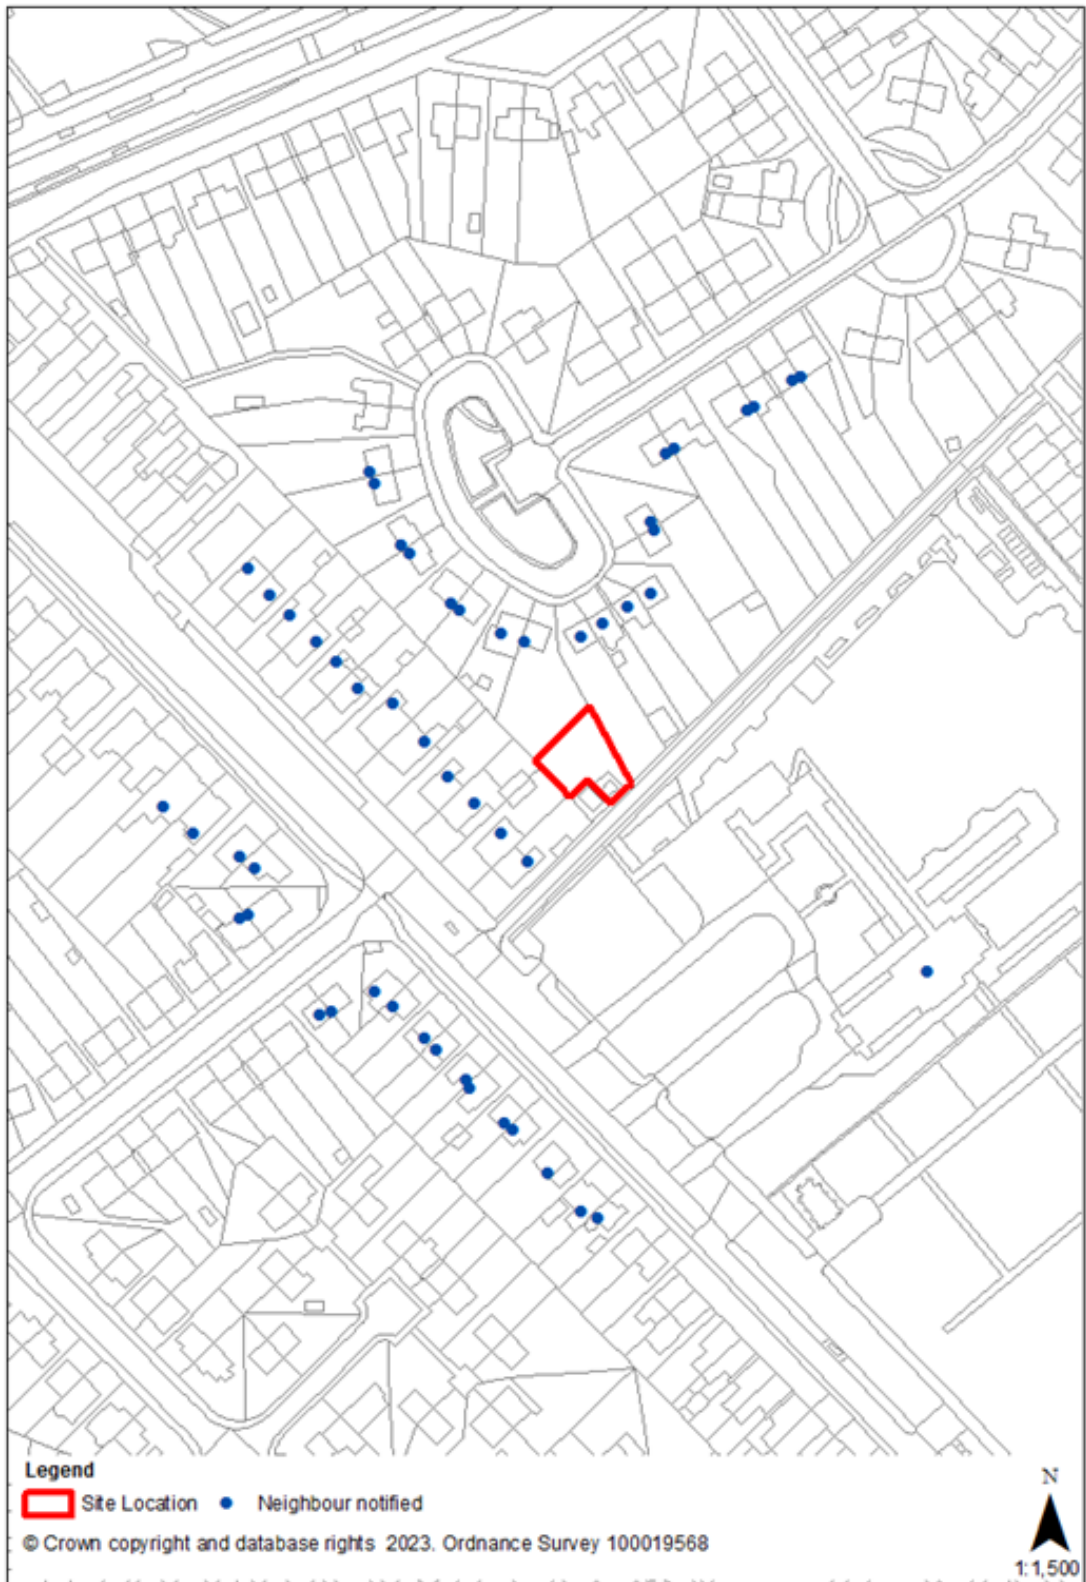 N
1:1,500
Legend
Site Location Neighbour notified
© Crown copyright and database rights 2023. Ordnance Survey 100019568